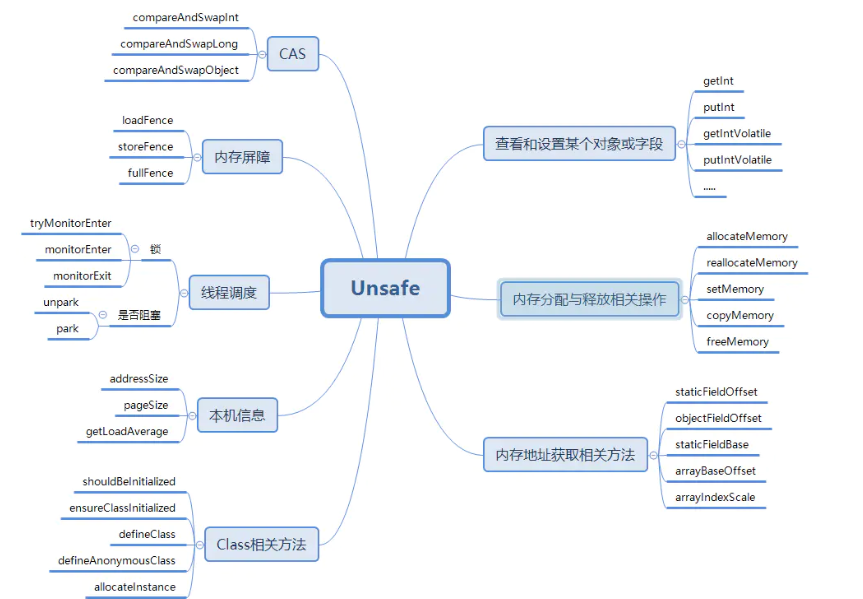 Unsafe
CAS
compareAndSwapInt
compareAndSwapLong
compareAndSwapObject
内存屏障
loadFence
storeFence
fullFence
线程调度
锁
tryMonitorEnter
monitorEnter
monitorExit
是否阻塞
unpark
park
本机信息
addressSize
pageSize
getLoadAverage
Class相关方法
shouldBeInitialized
ensureClassInitialized
defineClass
defineAnonymousClass
allocateInstance
查看和设置某个对象或字段
getInt
putInt
getIntVolatile
putIntVolatile
.....
内存分配与释放相关操作
allocateMemory
reallocateMemory
setMemory
copyMemory
freeMemory
内存地址获取相关方法
staticFieldOffset
objectFieldOffset
staticFieldBase
arrayBaseOffset
arrayIndexScale